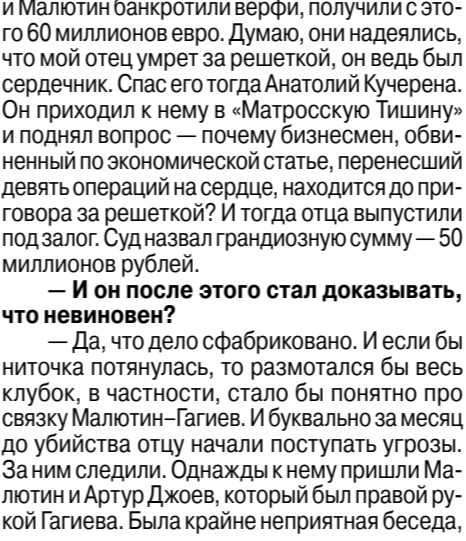 и Малютин банкротили верфи, получили с это-
го 60 миллионов евро. Думаю, они надеялись,
что мой отец умрет за решеткой, он ведь был
сердечник. Спас его тогда Анатолий Кучерена.
Он приходил к нему в «Матросскую Тишину»
и поднял вопрос — почему бизнесмен, обви-
ненный по экономической статье, перенесший
девять операций на сердце, находится до при-
говора за решеткой? И тогда отца выпустили
под залог. Суд назвал грандиозную сумму — 50
миллионов рублей.
— И он после этого стал доказывать,
что невиновен?
— Да, что дело сфабриковано. И если бы
ниточка потянулась, то размотался бы весь
клубок, в частности, стало бы понятно про
связку Малютин–Гагиев. И буквально за месяц
до убийства отцу начали поступать угрозы.
За ним следили. Однажды к нему пришли Ма-
лютин и Артур Джоев, который был правой ру-
кой Гагиева. Была крайне неприятная беседа,